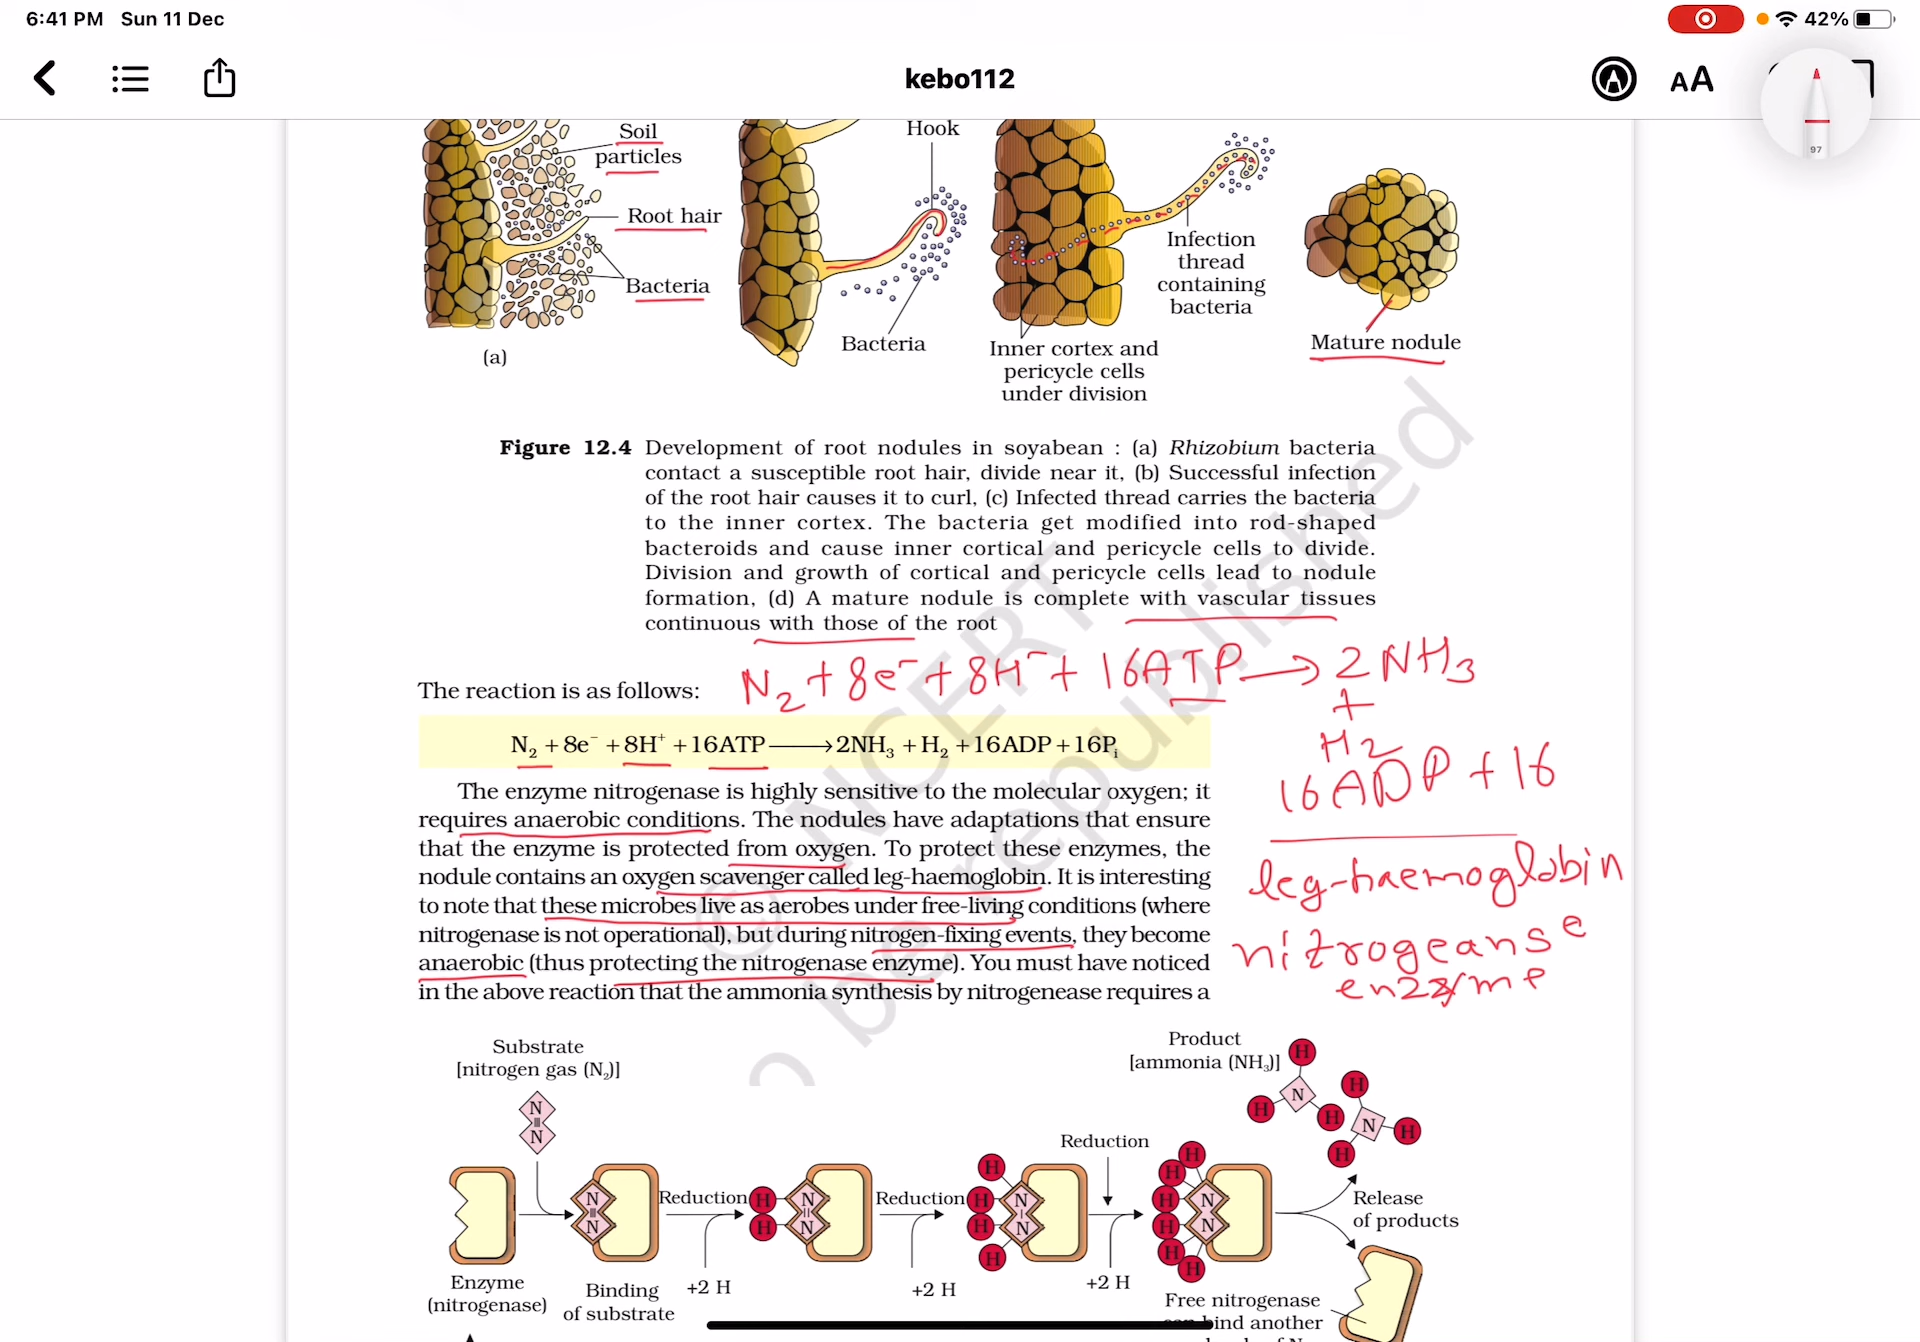 6:41 PM Sun 11 Dec
42%
kebo112
AA
97
Soil
particles
Root hair
Bacteria
(a)
Hook
Bacteria
Infection
thread
containing
bacteria
Inner cortex and
pericycle cells
under division
Mature nodule
Figure 12.4 Development of root nodules in soyabean : (a) Rhizobium bacteria
contact a susceptible root hair, divide near it, (b) Successful infection
of the root hair causes it to curl, (c) Infected thread carries the bacteria
to the inner cortex. The bacteria get modified into rod-shaped
bacteroids and cause inner cortical and pericycle cells to divide.
Division and growth of cortical and pericycle cells lead to nodule
formation, (d) A mature nodule is complete with vascular tissues
continuous with those of the root
N2 + 8e⁻ + 8H⁻ + 16ATP → 2NH3
+
H2
16ADP + 16
The reaction is as follows:
N₂ + 8e⁻ + 8H⁺ + 16ATP ⟶ 2NH₃ + H₂ + 16ADP + 16Pᵢ
The enzyme nitrogenase is highly sensitive to the molecular oxygen; it
requires anaerobic conditions. The nodules have adaptations that ensure
that the enzyme is protected from oxygen. To protect these enzymes, the
nodule contains an oxygen scavenger called leg-haemoglobin. It is interesting
to note that these microbes live as aerobes under free-living conditions (where
nitrogenase is not operational), but during nitrogen-fixing events, they become
anaerobic (thus protecting the nitrogenase enzyme). You must have noticed
in the above reaction that the ammonia synthesis by nitrogenease requires a
leg-haemoglobin
nitrogeanse
© NCERT
be republished
Substrate
[nitrogen gas (N₂)]
N
N
Enzyme
(nitrogenase)
N
N
Binding
of substrate
Reduction
+2 H
H
H
N
N
Reduction
+2 H
H
H
H
H
N
N
Reduction
+2 H
H
H
H
H
H
H
N
N
Product
[ammonia (NH₃)]
H
H
N
H
H
N
H
H
Release
of products
Free nitrogenase
bind another